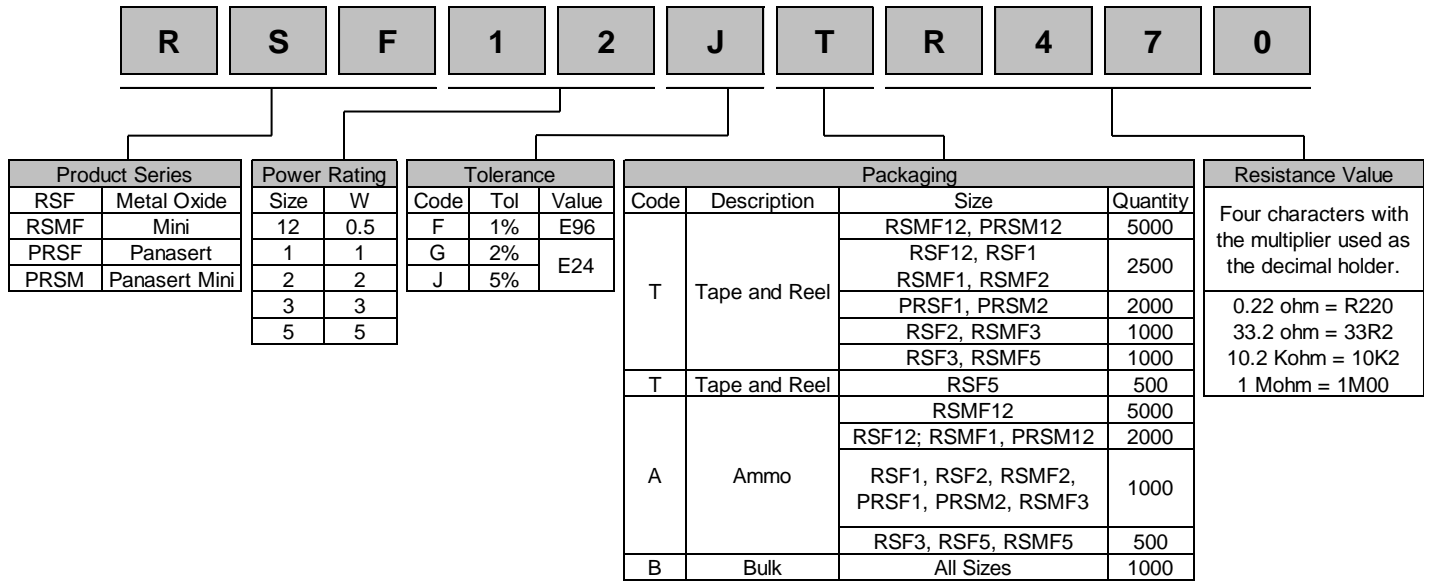 R S F 1 2 J T R 4 7 0
Product Series
RSF Metal Oxide
RSMF Mini
PRSF Panasert
PRSM Panasert Mini
Power Rating
Size W
12 0.5
1 1
2 2
3 3
5 5
Tolerance
Code Tol Value
F 1% E96
G 2% E24
J 5%
Packaging
Code Description Size Quantity
T Tape and Reel
RSMF12, PRSM12 5000
RSF12, RSF1
RSMF1, RSMF2
2500
PRSF1, PRSM2 2000
RSF2, RSMF3 1000
RSF3, RSMF5 1000
T Tape and Reel RSF5 500
A Ammo
RSMF12 5000
RSF12; RSMF1, PRSM12 2000
RSF1, RSF2, RSMF2,
PRSF1, PRSM2, RSMF3
1000
RSF3, RSF5, RSMF5 500
B Bulk All Sizes 1000
Resistance Value
Four characters with
the multiplier used as
the decimal holder.
0.22 ohm = R220
33.2 ohm = 33R2
10.2 Kohm = 10K2
1 Mohm = 1M00